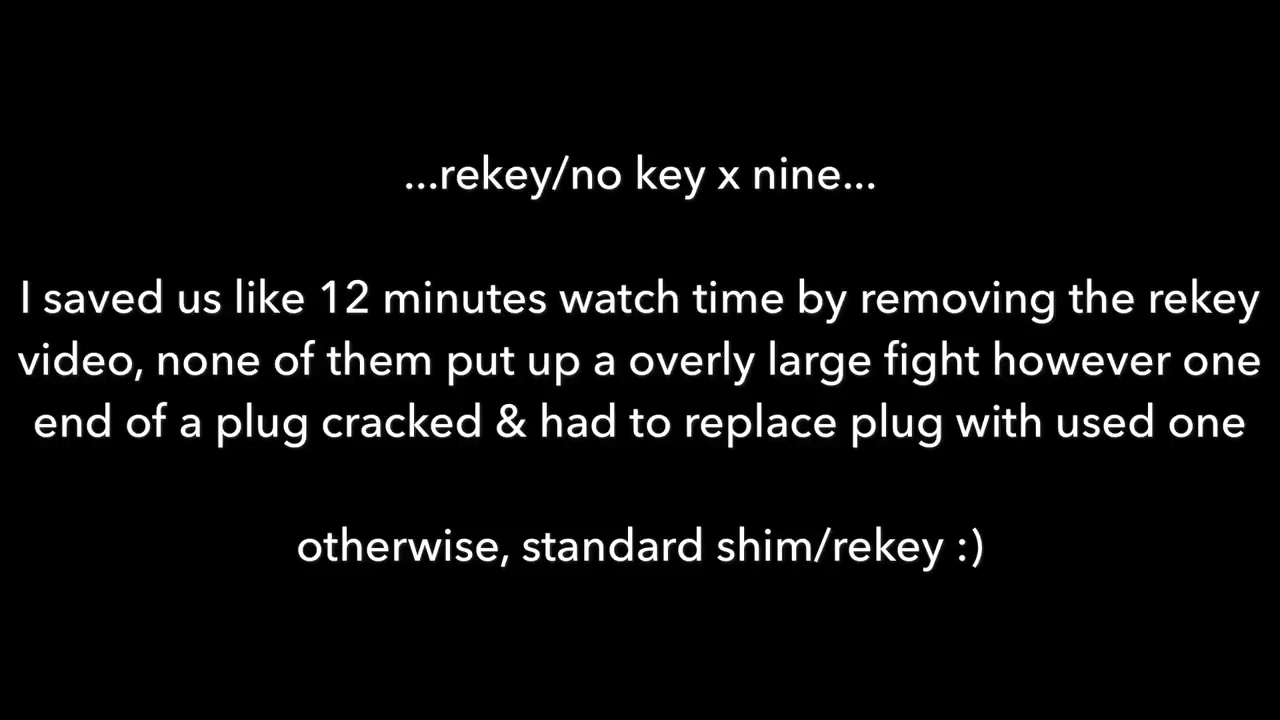 ...rekey/no key x nine...
I saved us like 12 minutes watch time by removing the rekey
video, none of them put up a overly large fight however one
end of a plug cracked & had to replace plug with used one
otherwise, standard shim/rekey :)